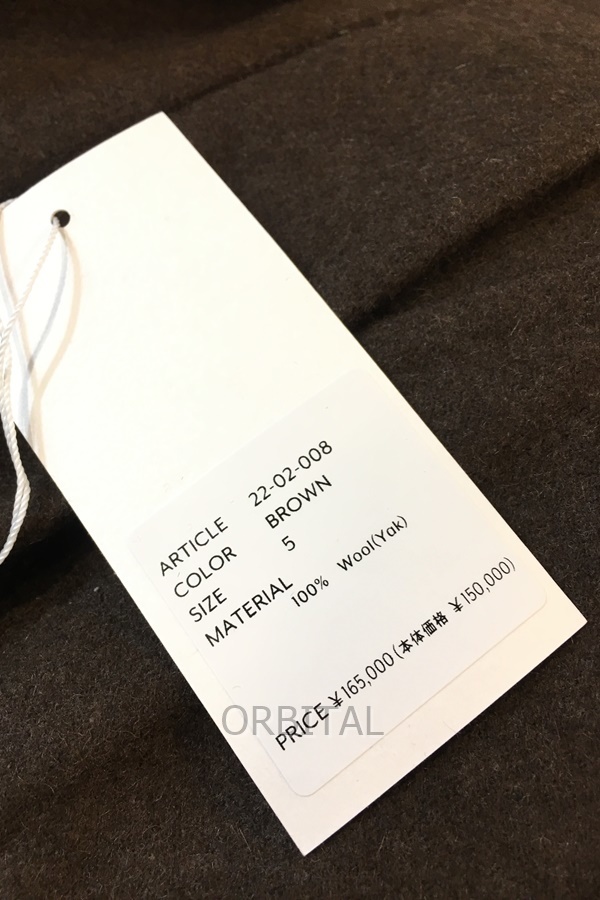 ARTICLE 22-02-008
COLOR BROWN
SIZE 5
MATERIAL
100% Wool(Yak)
PRICE ¥165,000(本体価格 ¥150,000)
ORBITAL